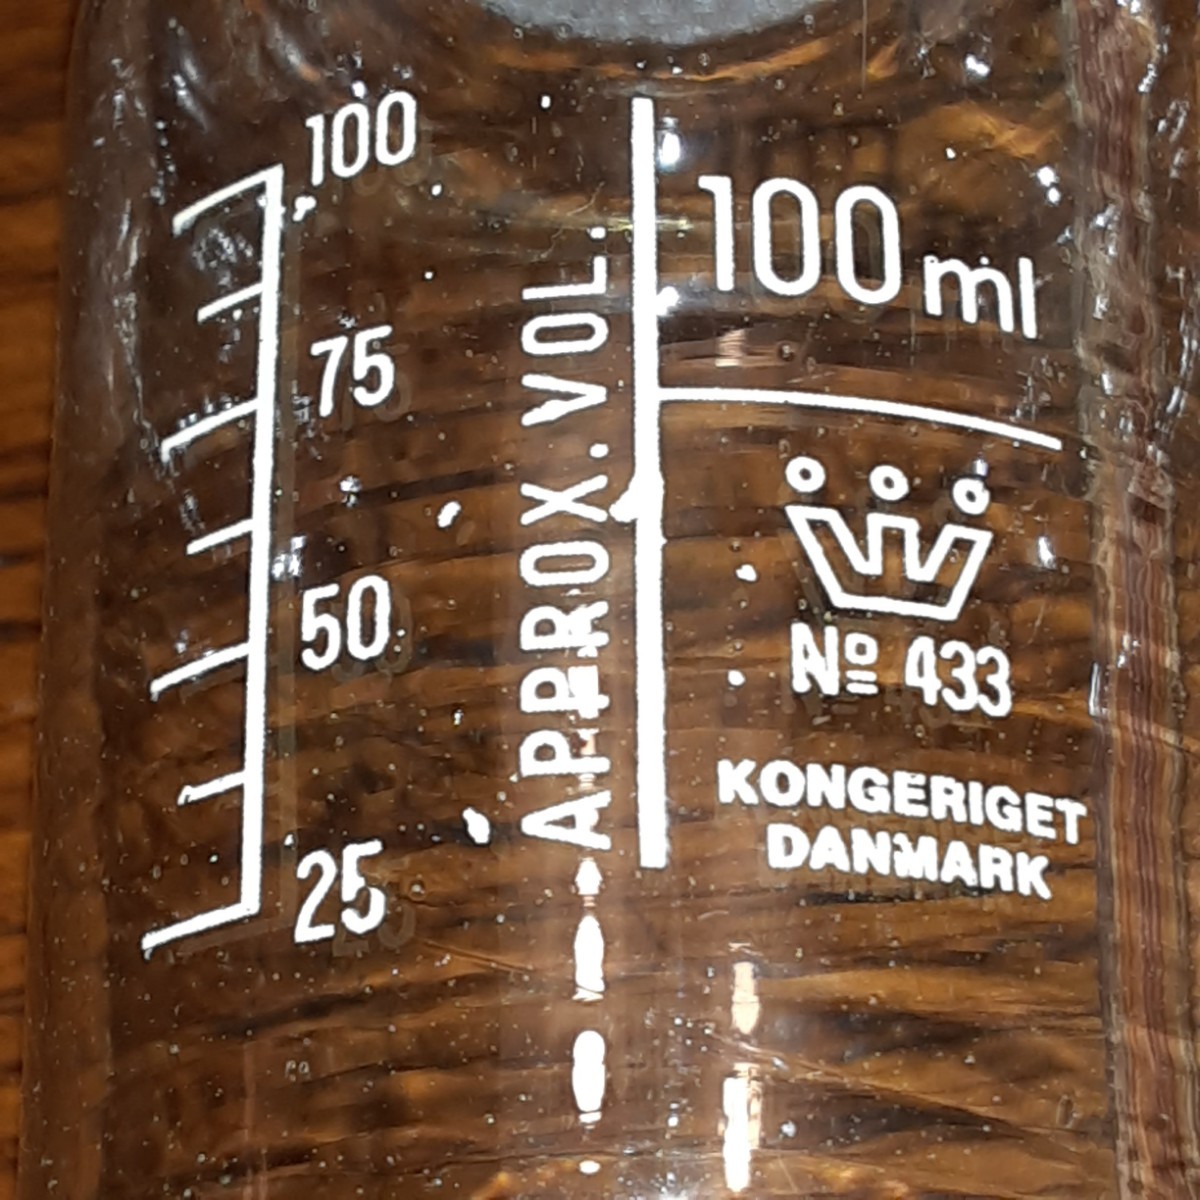 100
75
50
25
APPROX. VOL.
100 ml
Nº 433
KONGERIGET
DANMARK